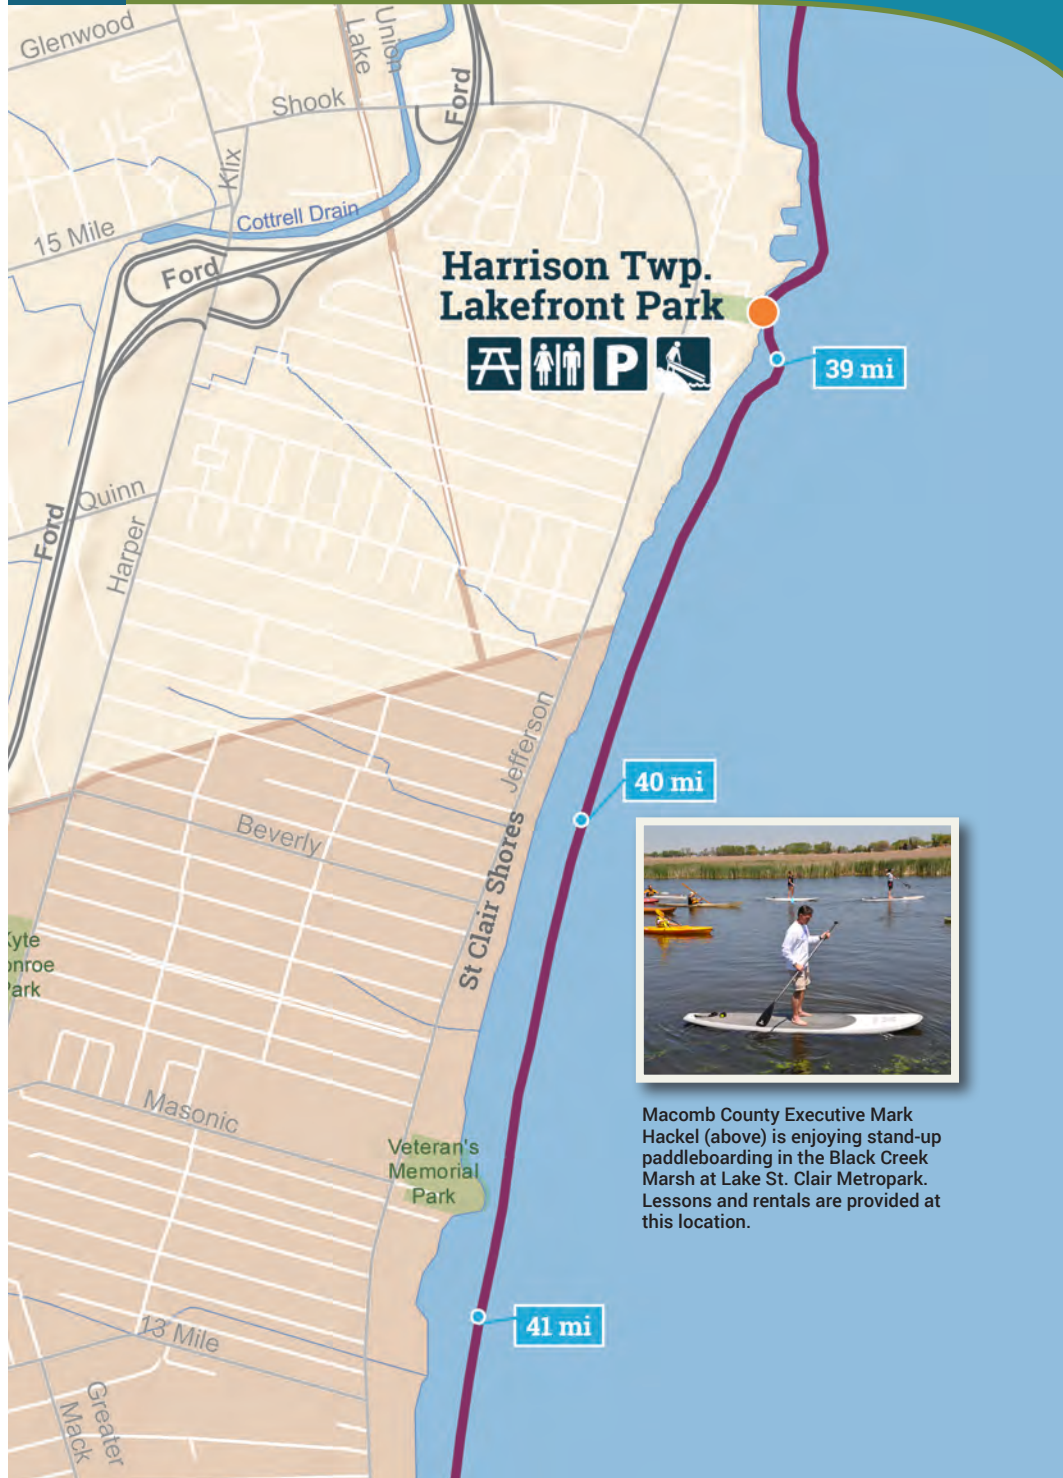 Glenwood
Lake
Union
Shook
Ford
Klix
Cottrell Drain
15 Mile
Ford
Harrison Twp.
Lakefront Park
P
39 mi
Quinn
Ford
Harper
Jefferson
40 mi
Beverly
St Clair Shores
Kyte
onroe
Park
Masonic
Veteran's
Memorial
Park
Macomb County Executive Mark
Hackel (above) is enjoying stand-up
paddleboarding in the Black Creek
Marsh at Lake St. Clair Metropark.
Lessons and rentals are provided at
this location.
41 mi
13 Mile
Greater
Mack